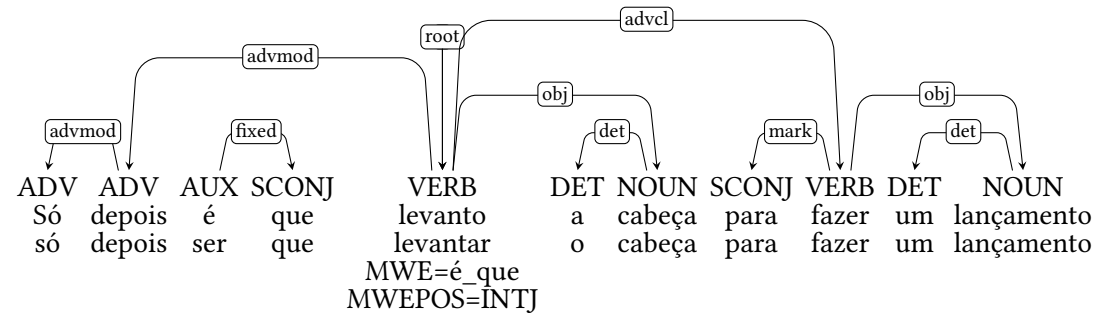 advcl
root
advmod
obj obj
advmod fixed det mark det
ADV ADV AUX SCONJ VERB DET NOUN SCONJ VERB DET NOUN
Só depois é que levanto a cabeça para fazer um lançamento
só depois ser que levantar o cabeça para fazer um lançamento
MWE=é_que
MWEPOS=INTJ